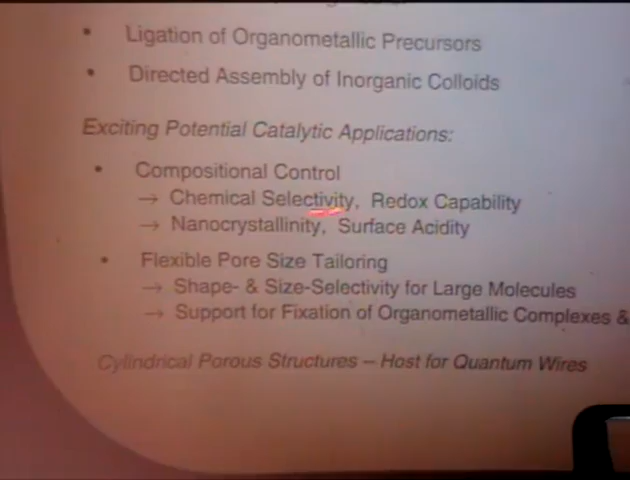 • Ligation of Organometallic Precursors
• Directed Assembly of Inorganic Colloids
Exciting Potential Catalytic Applications:
• Compositional Control
→ Chemical Selectivity, Redox Capability
→ Nanocrystallinity, Surface Acidity
• Flexible Pore Size Tailoring
→ Shape- & Size-Selectivity for Large Molecules
→ Support for Fixation of Organometallic Complexes &
Cylindrical Porous Structures – Host for Quantum Wires